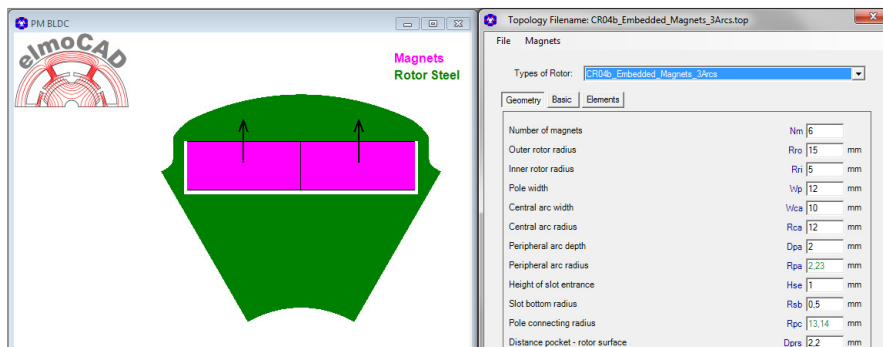 PM BLDC
elmoCAD
Magnets
Rotor Steel
Topology Filename: CR04b_Embedded_Magnets_3Arcs.top
File Magnets
Types of Rotor: CR04b_Embedded_Magnets_3Arcs
Geometry Basic Elements
Number of magnets Nm 6
Outer rotor radius Rro 15 mm
Inner rotor radius Rri 5 mm
Pole width Wp 12 mm
Central arc width Wca 10 mm
Central arc radius Rca 12 mm
Peripheral arc depth Dpa 2 mm
Peripheral arc radius Rpa 2,23 mm
Height of slot entrance Hse 1 mm
Slot bottom radius Rsb 0,5 mm
Pole connecting radius Rpc 13,14 mm
Distance pocket - rotor surface Dprs 2,2 mm